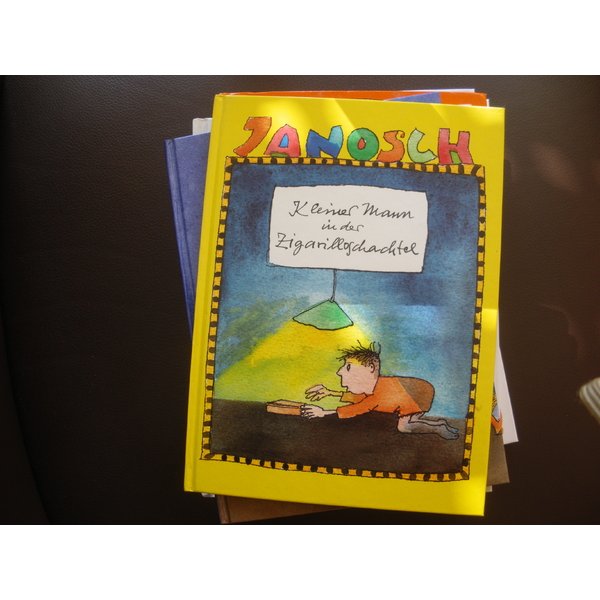 JANOSCH
Kleiner Mann
in der
Zigarilloschachtel